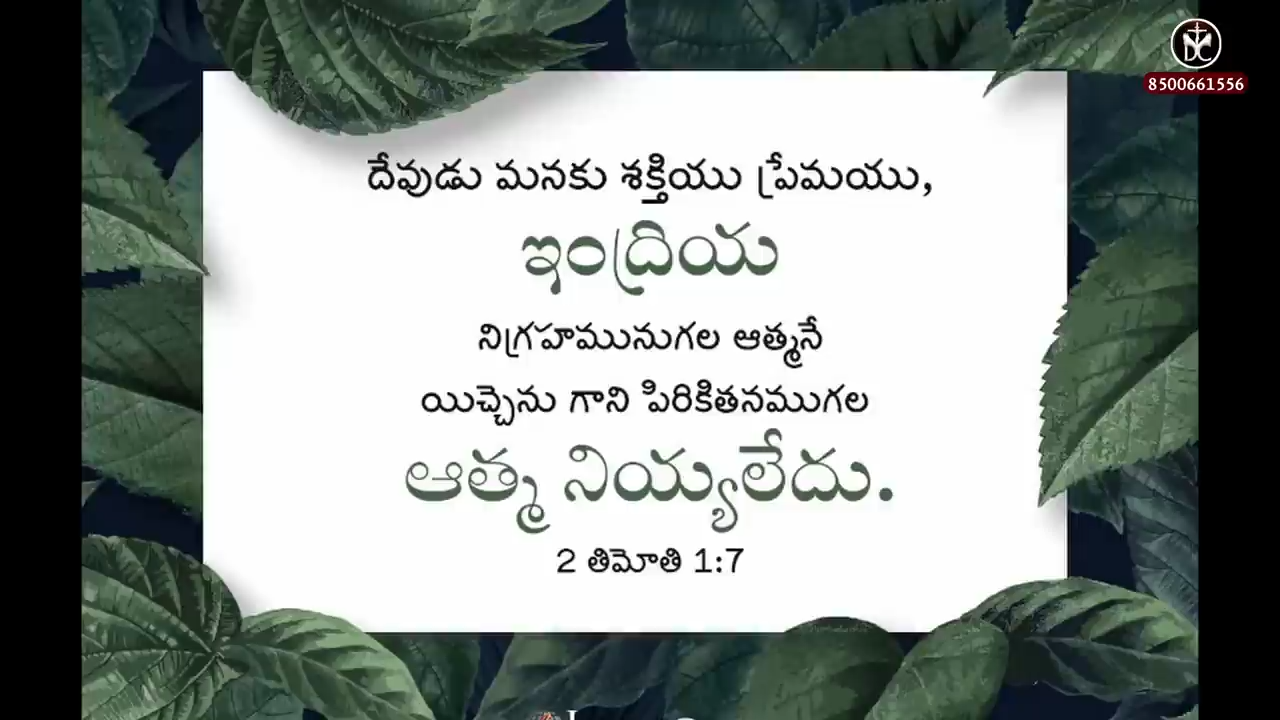 8500661556
దేవుడు మనకు శక్తియు ప్రేమయు,
ఇంద్రియ
నిగ్రహమునుగల ఆత్మనే
యిచ్చెను గాని పిరికితనముగల
ఆత్మ నియ్యలేదు.
2 తిమోతి 1:7